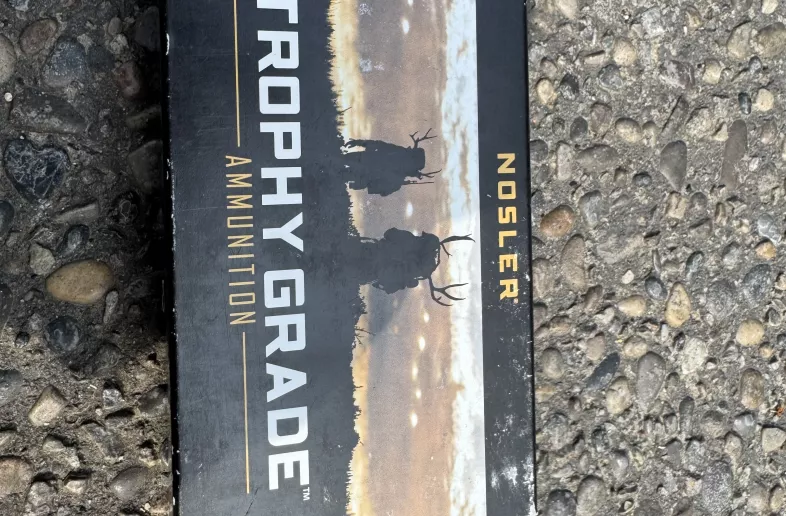 NOSLER
TROPHY GRADE™
AMMUNITION